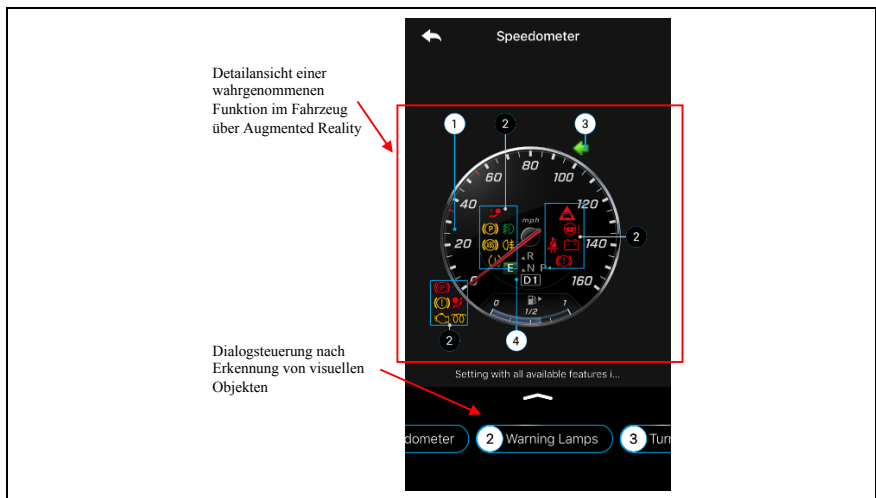 Speedometer
Detailansicht einer
wahrgenommenen
Funktion im Fahrzeug
über Augmented Reality
1
2
3
80
60
100
40
120
mph
20
140
2
R
E
N P
0
D1
160
0
1
1/2
2
4
Setting with all available features i...
Dialogsteuerung nach
Erkennung von visuellen
Objekten
dometer
2 Warning Lamps
3 Turn